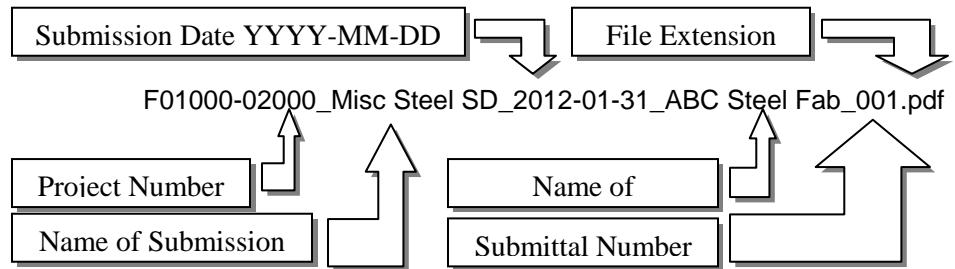 Submission Date YYYY-MM-DD
File Extension
F01000-02000_Misc Steel SD_2012-01-31_ABC Steel Fab_001.pdf
Project Number
Name of
Name of Submission
Submittal Number